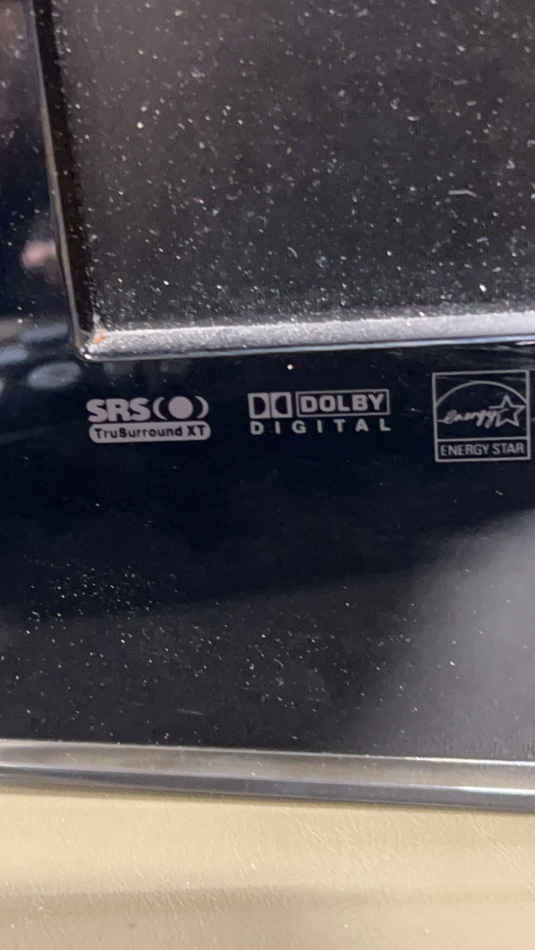 SRS(●)
TruSurround XT
DOLBY
DIGITAL
energy
ENERGY STAR